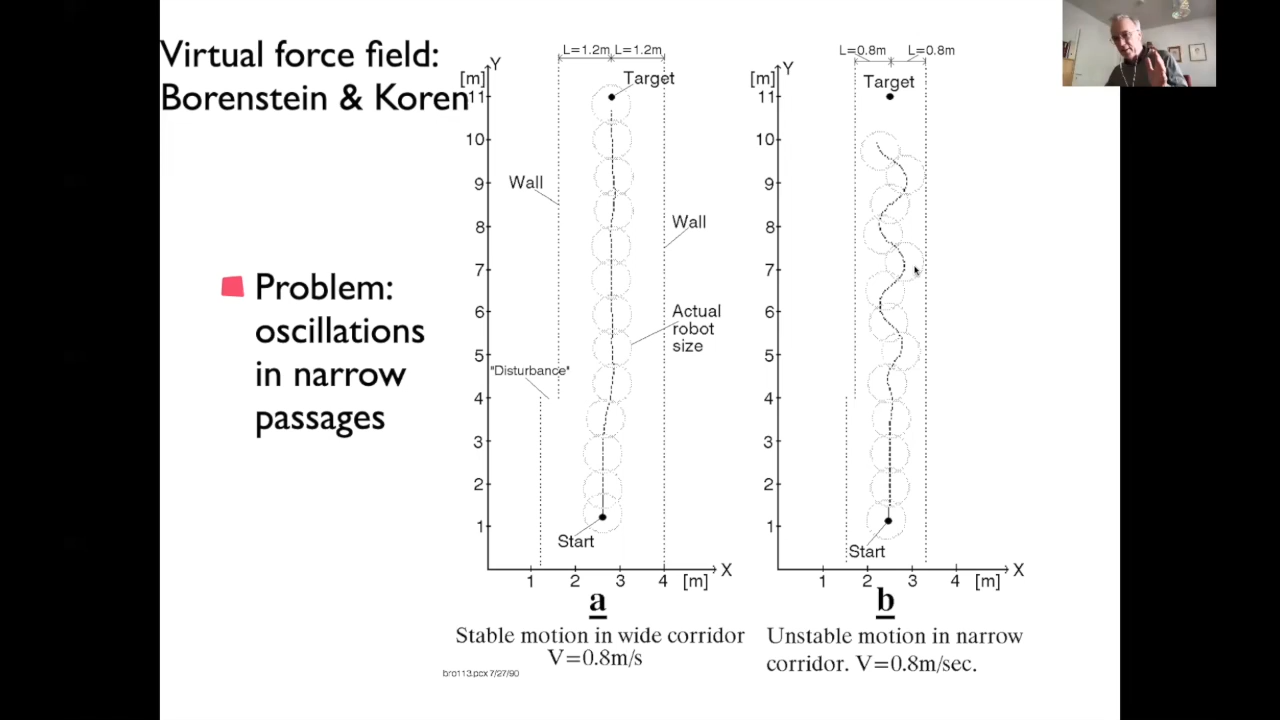 Virtual force field:
Borenstein & Koren
Problem:
oscillations
in narrow
passages
L=1.2m L=1.2m
Y
[m]
Target
11
10
9
8
7
6
5
4
3
2
1
Wall
Wall
Actual
robot
size
"Disturbance"
Start
1 2 3 4 [m] X
a
Stable motion in wide corridor
V=0.8m/s
bro113.pcx 7/27/90
L=0.8m L=0.8m
Y
[m]
Target
11
10
9
8
7
6
5
4
3
2
1
Start
1 2 3 4 [m] X
b
Unstable motion in narrow
corridor. V=0.8m/sec.